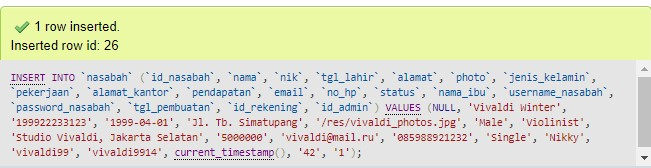 1 row inserted.
Inserted row id: 26
INSERT INTO `nasabah` (`id_nasabah`, `nama`, `nik`, `tgl_lahir`, `alamat`, `photo`, `jenis_kelamin`,
`pekerjaan`, `alamat_kantor`, `pendapatan`, `email`, `no_hp`, `status`, `nama_ibu`, `username_nasabah`,
`password_nasabah`, `tgl_pembuatan`, `id_rekening`, `id_admin`) VALUES (NULL, 'Vivaldi Winter',
'199922233123', '1999-04-01', 'Jl. Tb. Simatupang', '/res/vivaldi_photos.jpg', 'Male', 'Violinist',
'Studio Vivaldi, Jakarta Selatan', '5000000', 'vivaldi@mail.ru', '085988921232', 'Single', 'Nikky',
'vivaldi99', 'vivaldi9914', current_timestamp(), '42', '1');